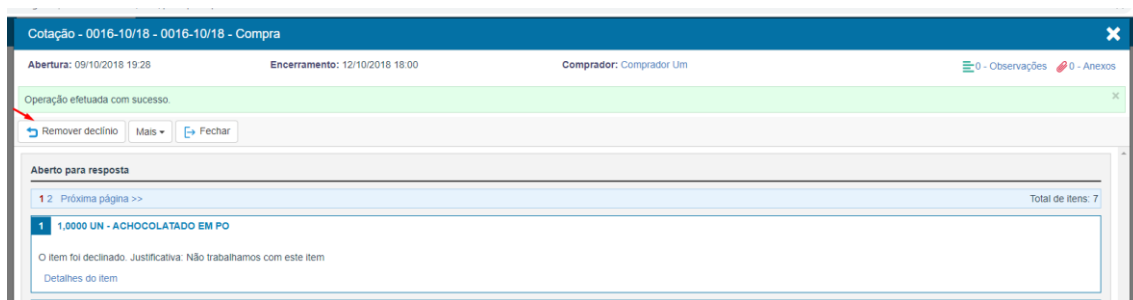 Cotação - 0016-10/18 - 0016-10/18 - Compra
Abertura: 09/10/2018 19:28 Encerramento: 12/10/2018 18:00 Comprador: Comprador Um 0 - Observações 0 - Anexos
Operação efetuada com sucesso.
Remover declínio Mais Fechar
Aberto para resposta
1 2 Próxima página >> Total de itens: 7
1 1,0000 UN - ACHOCOLATADO EM PO
O item foi declinado. Justificativa: Não trabalhamos com este item
Detalhes do item